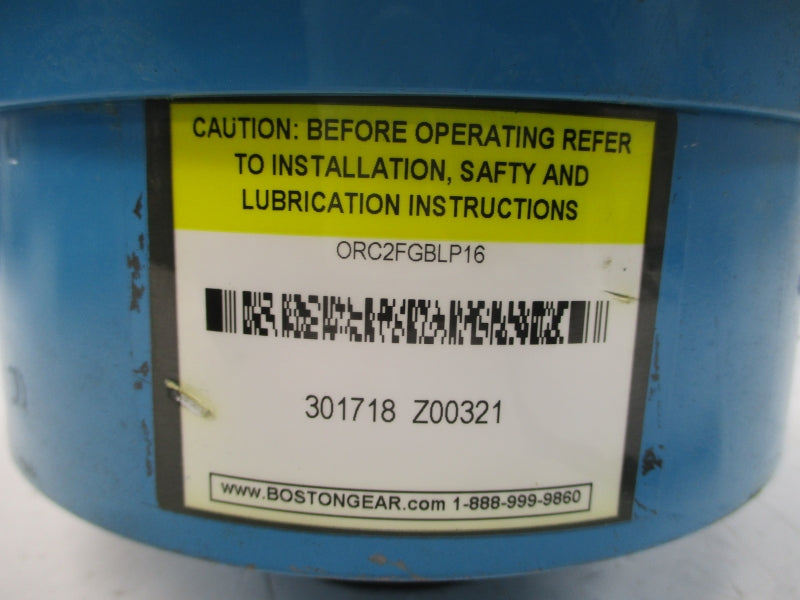 CAUTION: BEFORE OPERATING REFER
TO INSTALLATION, SAFTY AND
LUBRICATION INSTRUCTIONS
ORC2FGBLP16
301718 Z00321
www.BOSTONGEAR.com 1-888-999-9860